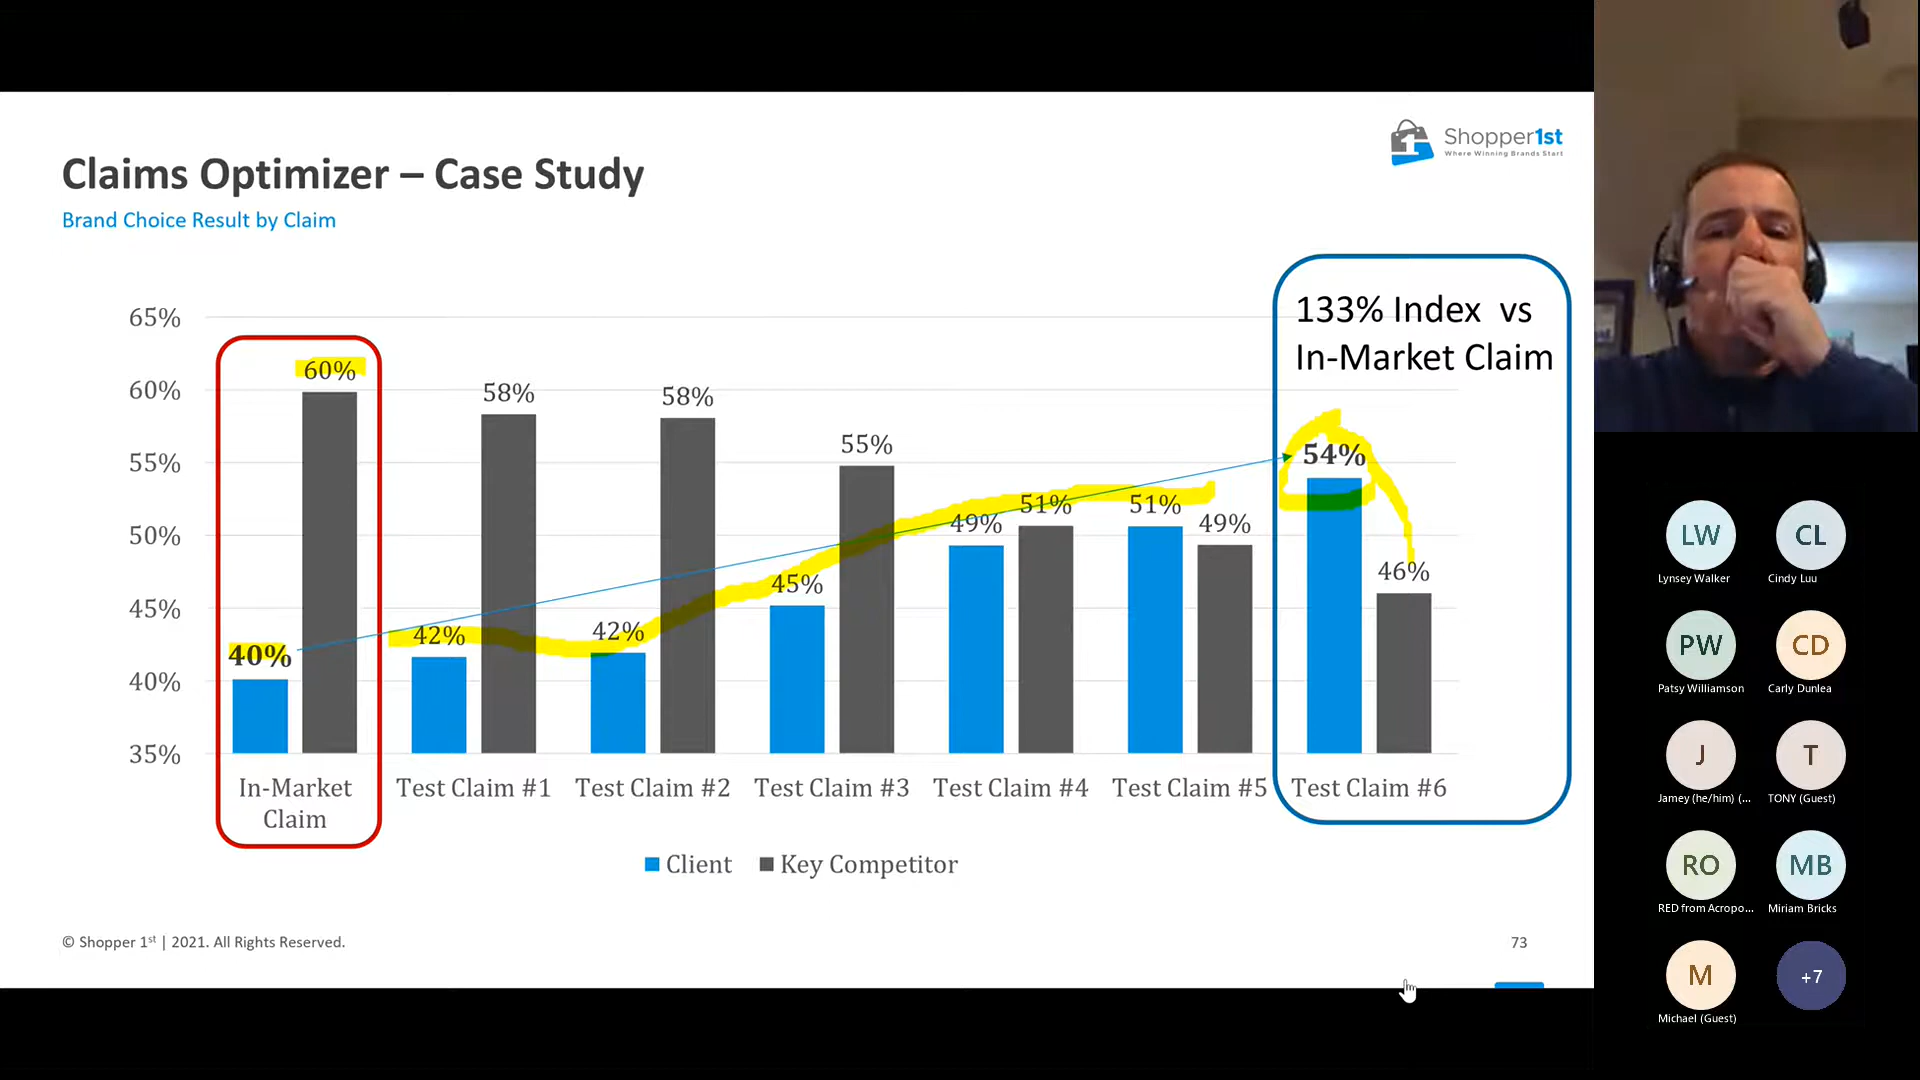 Shopper1st
Where Winning Brands Start
Claims Optimizer – Case Study
Brand Choice Result by Claim
133% Index vs
In-Market Claim
65%
60%
55%
50%
45%
40%
35%
40%
60%
42%
58%
42%
58%
45%
55%
49%
51%
51%
49%
54%
46%
In-Market
Claim
Test Claim #1
Test Claim #2
Test Claim #3
Test Claim #4
Test Claim #5
Test Claim #6
Client
Key Competitor
© Shopper 1st | 2021. All Rights Reserved.
73
LW
Lynsey Walker
CL
Cindy Luu
PW
Patsy Williamson
CD
Carly Dunlea
J
Jamey (he/him) (...
T
TONY (Guest)
RO
RED from Acropo...
MB
Miriam Bricks
M
Michael (Guest)
+7